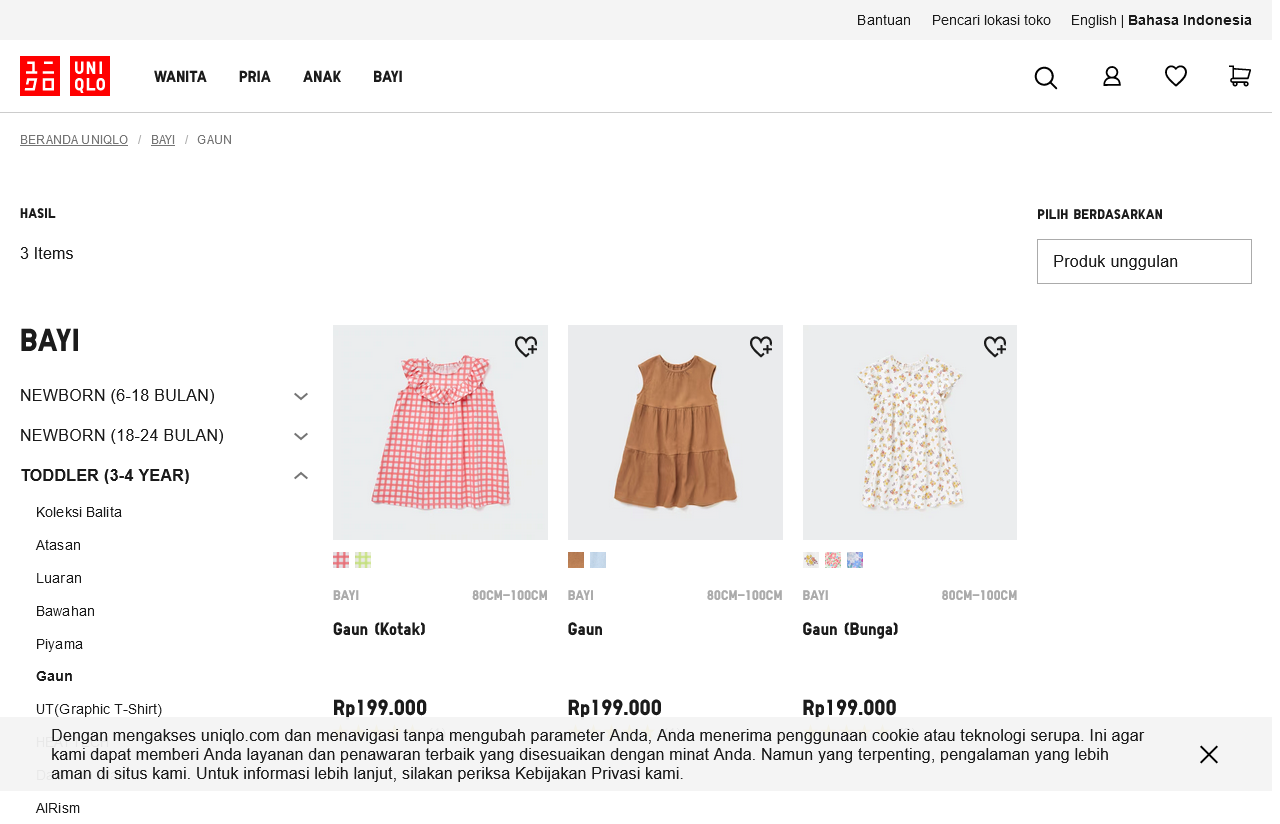 Bantuan Pencari lokasi toko English | Bahasa Indonesia
ユニクロ UNIQLO WANITA PRIA ANAK BAYI
BERANDA UNIQLO / BAYI / GAUN
HASIL
3 Items
PILIH BERDASARKAN
Produk unggulan
BAYI
NEWBORN (6-18 BULAN)
NEWBORN (18-24 BULAN)
TODDLER (3-4 YEAR)
Koleksi Balita
Atasan
Luaran
Bawahan
Piyama
Gaun
UT(Graphic T-Shirt)
AIRism
BAYI 80CM-100CM
Gaun (Kotak)
Rp199.000
BAYI 80CM-100CM
Gaun
Rp199.000
BAYI 80CM-100CM
Gaun (Bunga)
Rp199.000
Dengan mengakses uniqlo.com dan menavigasi tanpa mengubah parameter Anda, Anda menerima penggunaan cookie atau teknologi serupa. Ini agar
kami dapat memberi Anda layanan dan penawaran terbaik yang disesuaikan dengan minat Anda. Namun yang terpenting, pengalaman yang lebih
aman di situs kami. Untuk informasi lebih lanjut, silakan periksa Kebijakan Privasi kami.